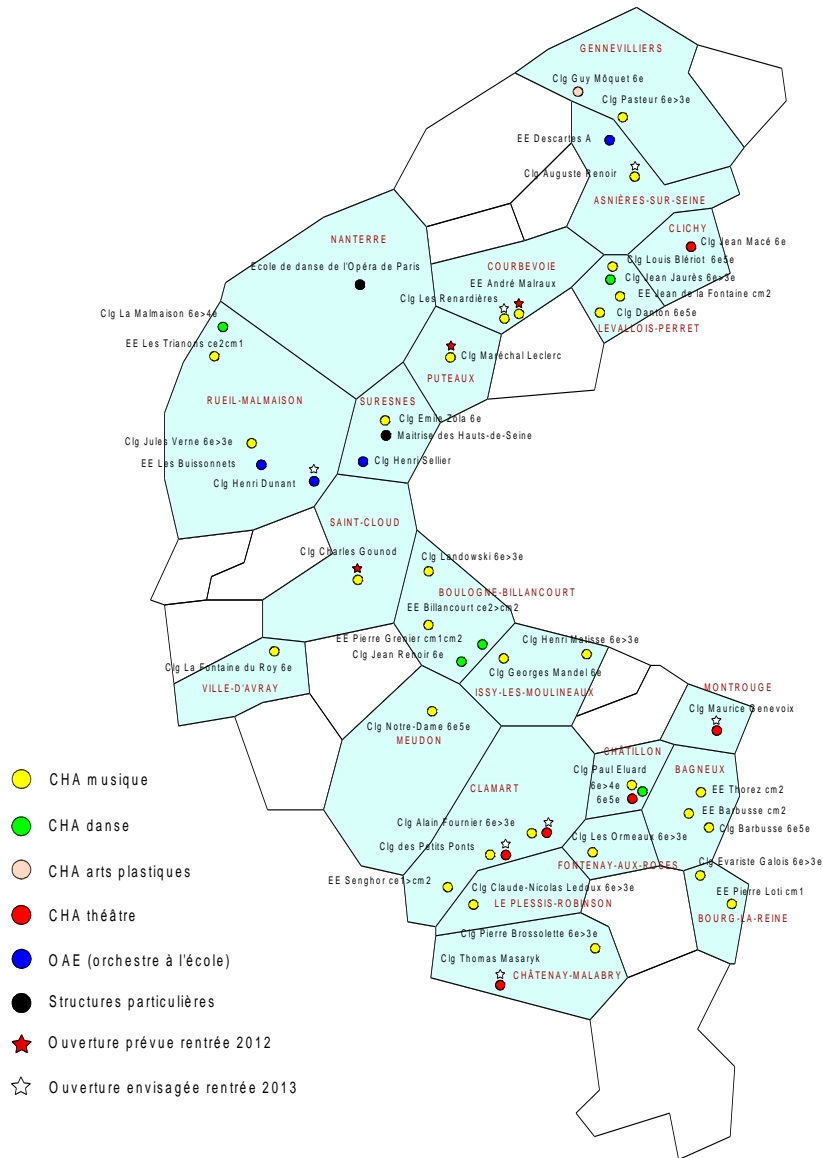 GENNEVILLIERS
Clg Guy Môquet 6e
Clg Pasteur 6e>3e
EE Descartes A
Clg Auguste Renoir
ASNIÈRES-SUR-SEINE
CLICHY
Clg Jean Macé 6e
NANTERRE
Ecole de danse de l'Opéra de Paris
COURBEVOIE
EE André Malraux
Clg Les Renardières
Clg Louis Blériot 6e5e
Clg Jean Jaurès 6e>3e
EE Jean de la Fontaine cm2
Clg Danton 6e5e
LEVALLOIS-PERRET
Clg La Malmaison 6e>4e
EE Les Trianons ce2cm1
Clg Maréchal Leclerc
PUTEAUX
RUEIL-MALMAISON
SURESNES
Clg Emile Zola 6e
Maitrise des Hauts-de-Seine
Clg Jules Verne 6e>3e
EE Les Buissonnets
Clg Henri Sellier
Clg Henri Dunant
SAINT-CLOUD
Clg Charles Gounod
Clg Landowski 6e>3e
BOULOGNE-BILLANCOURT
EE Billancourt ce2>cm2
EE Pierre Grenier cm1cm2
Clg Jean Renoir 6e
Clg Henri Matisse 6e>3e
Clg La Fontaine du Roy 6e
Clg Georges Mandel 6e
VILLE-D'AVRAY
ISSY-LES-MOULINEAUX
MONTROUGE
Clg Maurice Genevoix
Clg Notre-Dame 6e5e
MEUDON
CHÂTILLON
Clg Paul Eluard
6e>4e
6e5e
BAGNEUX
EE Thorez cm2
EE Barbusse cm2
Clg Barbusse 6e5e
CLAMART
Clg Alain Fournier 6e>3e
Clg des Petits Ponts
Clg Les Ormeaux 6e>3e
FONTENAY-AUX-ROSES
Clg Evariste Galois 6e>3e
EE Senghor ce1>cm2
Clg Claude-Nicolas Ledoux 6e>3e
LE PLESSIS-ROBINSON
EE Pierre Loti cm1
BOURG-LA-REINE
Clg Pierre Brossolette 6e>3e
Clg Thomas Masaryk
CHÂTENAY-MALABRY
CHA musique
CHA danse
CHA arts plastiques
CHA théâtre
OAE (orchestre à l'école)
Structures particulières
Ouverture prévue rentrée 2012
Ouverture envisagée rentrée 2013